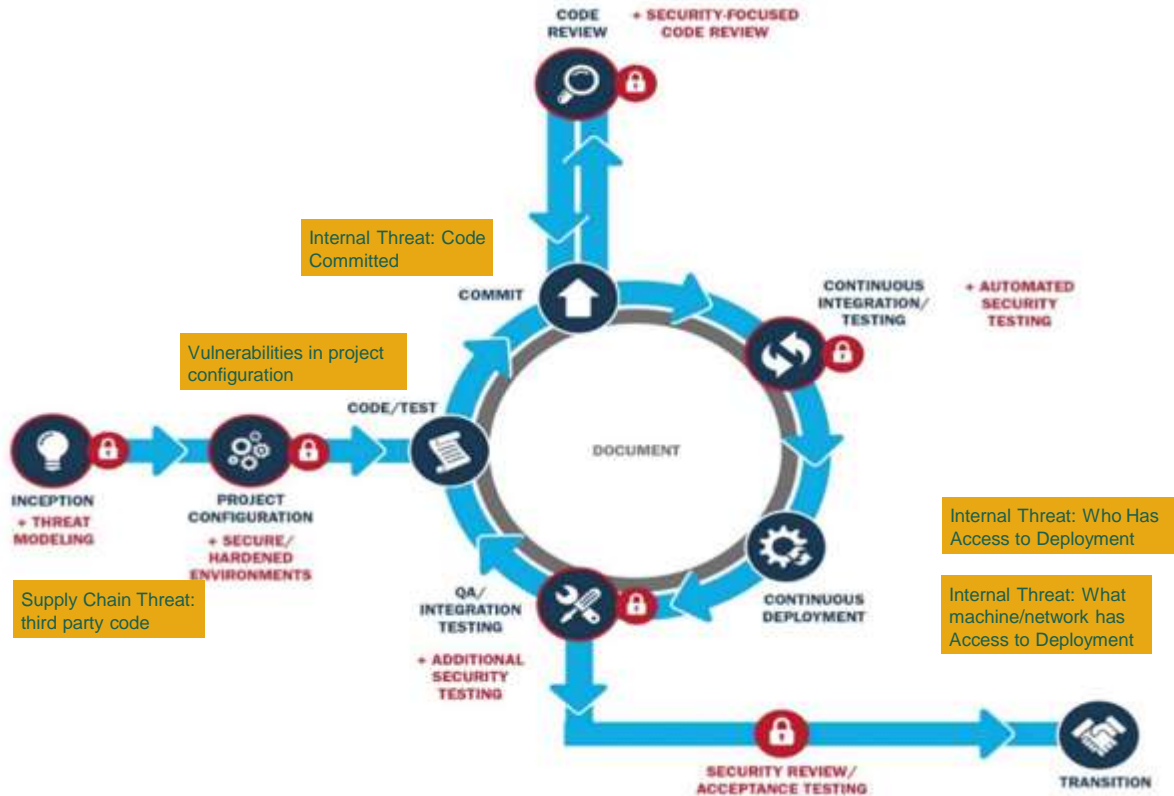 CODE
REVIEW
+ SECURITY-FOCUSED
CODE REVIEW
Internal Threat: Code
Committed
COMMIT
CONTINUOUS
INTEGRATION/
TESTING
+ AUTOMATED
SECURITY
TESTING
Vulnerabilities in project
configuration
CODE/TEST
DOCUMENT
INCEPTION
+ THREAT
MODELING
PROJECT
CONFIGURATION
+ SECURE/
HARDENED
ENVIRONMENTS
Supply Chain Threat:
third party code
QA/
INTEGRATION
TESTING
+ ADDITIONAL
SECURITY
TESTING
CONTINUOUS
DEPLOYMENT
Internal Threat: Who Has
Access to Deployment
Internal Threat: What
machine/network has
Access to Deployment
SECURITY REVIEW/
ACCEPTANCE TESTING
TRANSITION